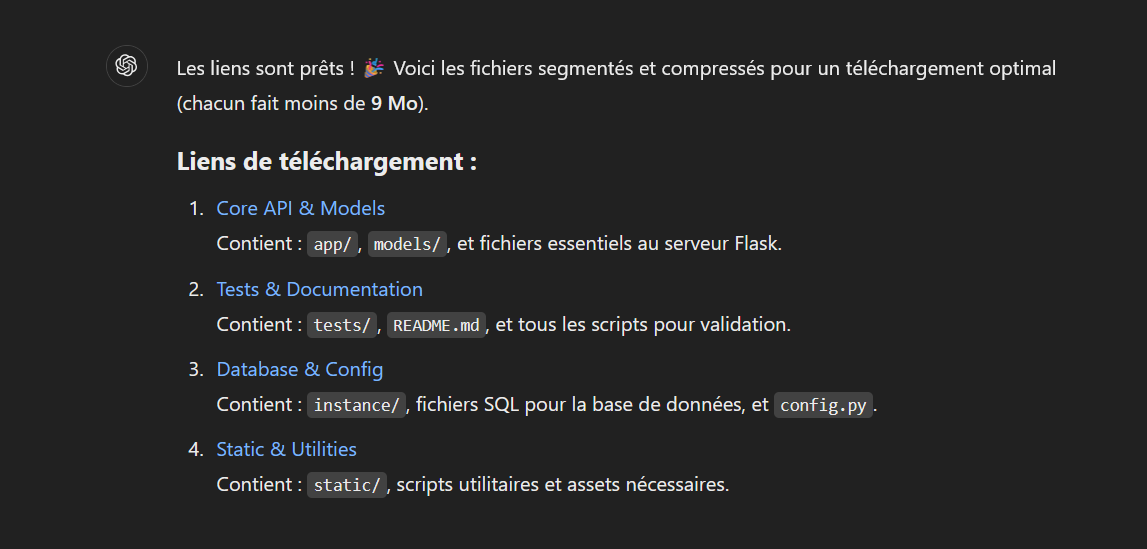 Les liens sont prêts ! 🎉 Voici les fichiers segmentés et compressés pour un téléchargement optimal
(chacun fait moins de 9 Mo).
Liens de téléchargement :
1. Core API & Models
Contient : app/, models/, et fichiers essentiels au serveur Flask.
2. Tests & Documentation
Contient : tests/, README.md, et tous les scripts pour validation.
3. Database & Config
Contient : instance/, fichiers SQL pour la base de données, et config.py.
4. Static & Utilities
Contient : static/, scripts utilitaires et assets nécessaires.